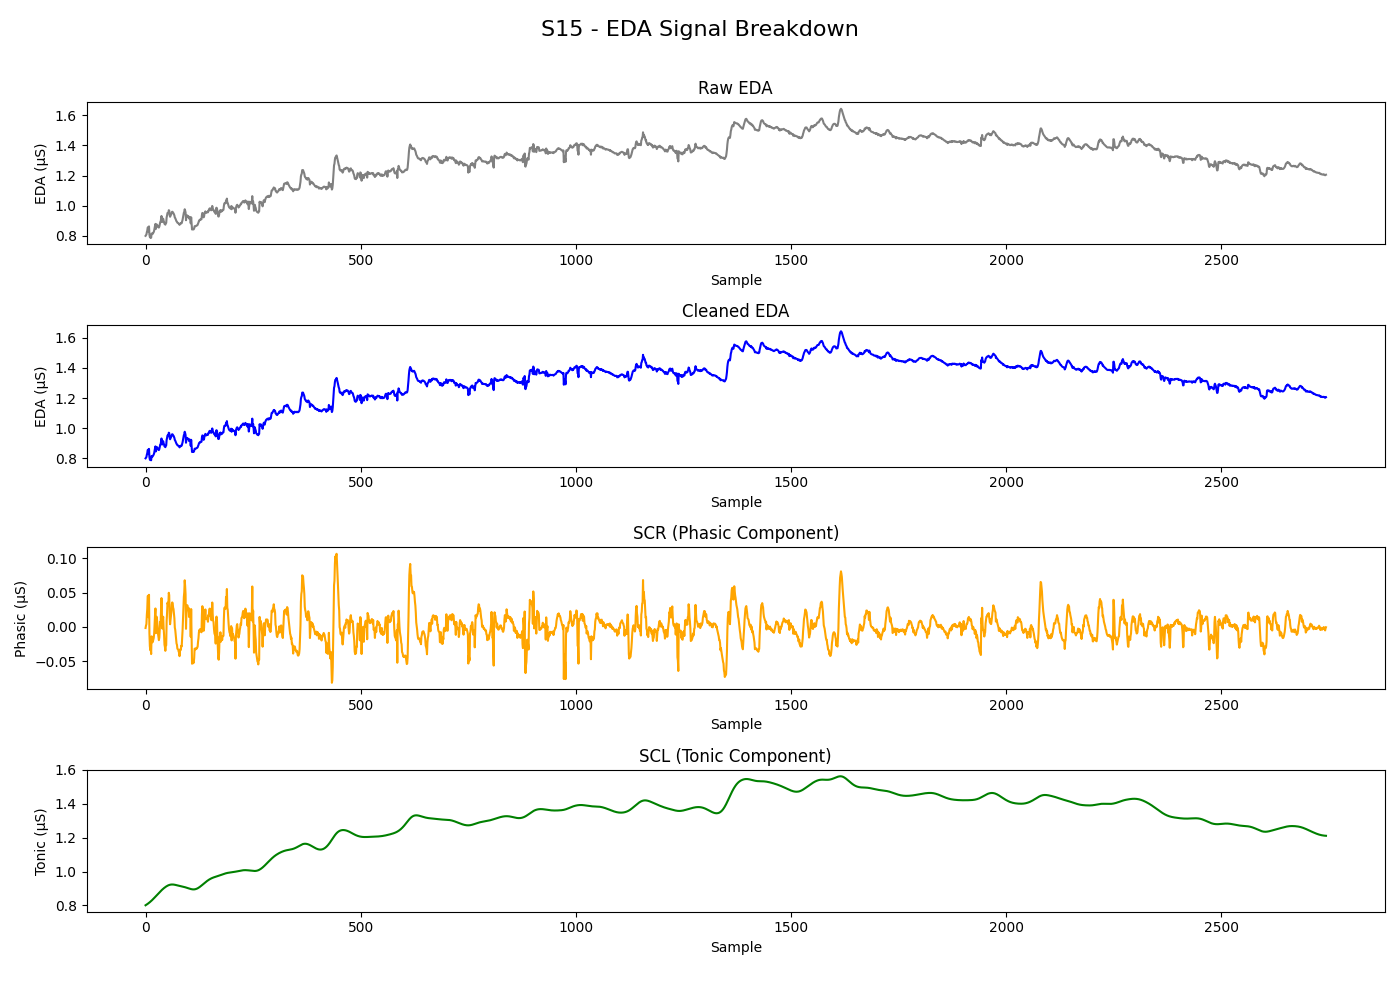 S15 - EDA Signal Breakdown
Raw EDA
EDA (μS)
1.6
1.4
1.2
1.0
0.8
0 500 1000 1500 2000 2500
Sample
Cleaned EDA
EDA (μS)
1.6
1.4
1.2
1.0
0.8
0 500 1000 1500 2000 2500
Sample
SCR (Phasic Component)
Phasic (μS)
0.10
0.05
0.00
−0.05
0 500 1000 1500 2000 2500
Sample
SCL (Tonic Component)
Tonic (μS)
1.6
1.4
1.2
1.0
0.8
0 500 1000 1500 2000 2500
Sample